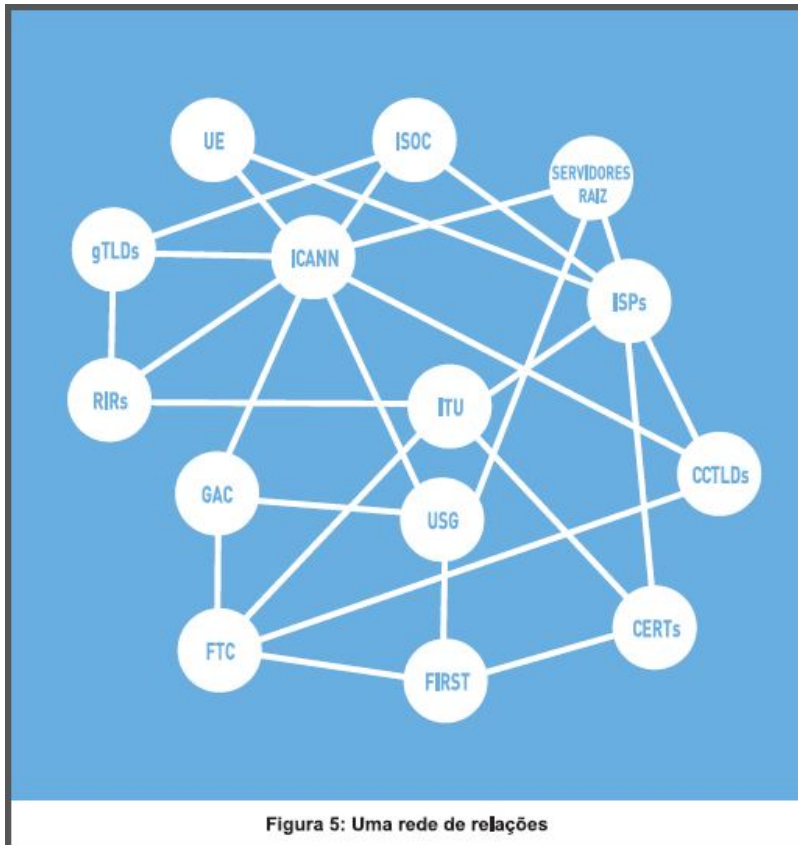 UE
ISOC
SERVIDORES
RAIZ
gTLDs
ICANN
ISPs
RIRs
ITU
CCTLDs
GAC
USG
FTC
FIRST
CERTs
Figura 5: Uma rede de relações